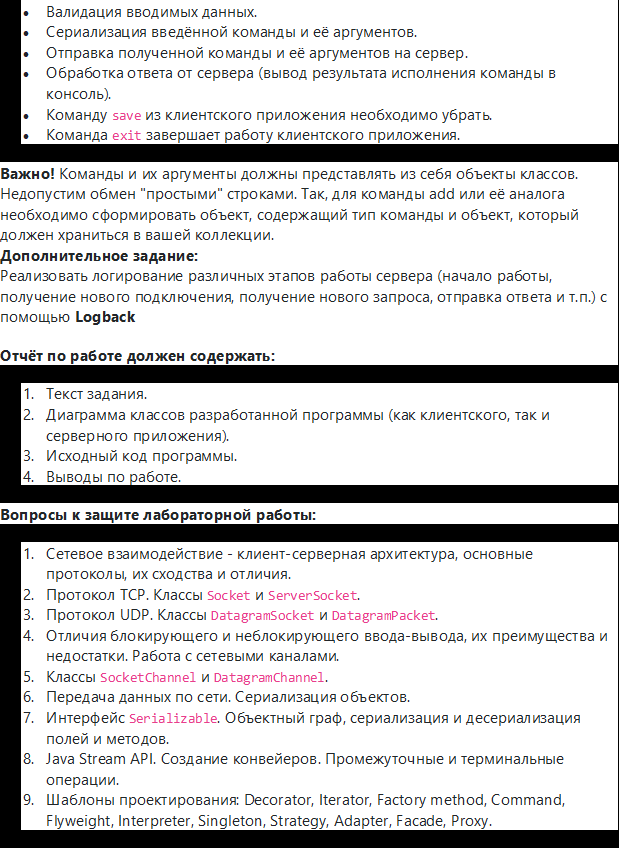 • Валидация вводимых данных.
• Сериализация введённой команды и её аргументов.
• Отправка полученной команды и её аргументов на сервер.
• Обработка ответа от сервера (вывод результата исполнения команды в
консоль).
• Команду save из клиентского приложения необходимо убрать.
• Команда exit завершает работу клиентского приложения.
Важно! Команды и их аргументы должны представлять из себя объекты классов.
Недопустим обмен "простыми" строками. Так, для команды add или её аналога
необходимо сформировать объект, содержащий тип команды и объект, который
должен храниться в вашей коллекции.
Дополнительное задание:
Реализовать логирование различных этапов работы сервера (начало работы,
получение нового подключения, получение нового запроса, отправка ответа и т.п.) с
помощью Logback
Отчёт по работе должен содержать:
1. Текст задания.
2. Диаграмма классов разработанной программы (как клиентского, так и
серверного приложения).
3. Исходный код программы.
4. Выводы по работе.
Вопросы к защите лабораторной работы:
1. Сетевое взаимодействие - клиент-серверная архитектура, основные
протоколы, их сходства и отличия.
2. Протокол TCP. Классы Socket и ServerSocket.
3. Протокол UDP. Классы DatagramSocket и DatagramPacket.
4. Отличия блокирующего и неблокирующего ввода-вывода, их преимущества и
недостатки. Работа с сетевыми каналами.
5. Классы SocketChannel и DatagramChannel.
6. Передача данных по сети. Сериализация объектов.
7. Интерфейс Serializable. Объектный граф, сериализация и десериализация
полей и методов.
8. Java Stream API. Создание конвейеров. Промежуточные и терминальные
операции.
9. Шаблоны проектирования: Decorator, Iterator, Factory method, Command,
Flyweight, Interpreter, Singleton, Strategy, Adapter, Facade, Proxy.